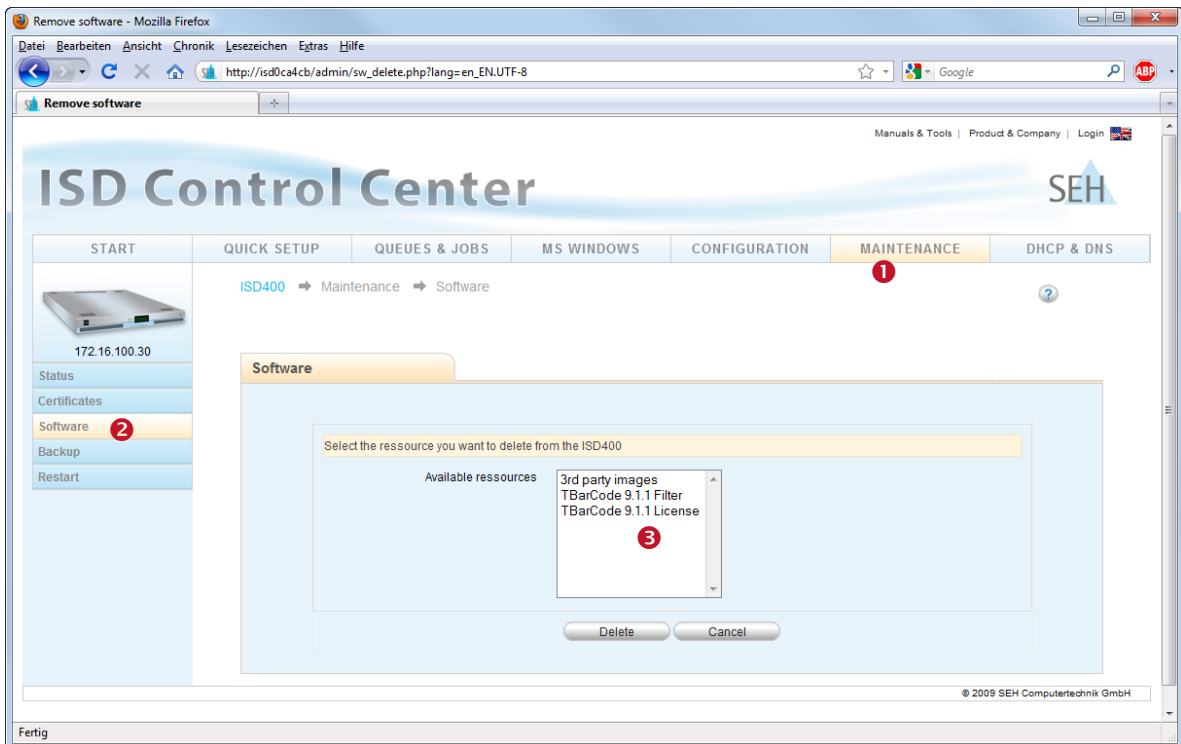 Remove software - Mozilla Firefox
Datei Bearbeiten Ansicht Chronik Lesezeichen Extras Hilfe
http://isd0ca4cb/admin/sw_delete.php?lang=en_EN.UTF-8
Google
ABP
Remove software
Manuals & Tools | Product & Company | Login
ISD Control Center
SEH
START QUICK SETUP QUEUES & JOBS MS WINDOWS CONFIGURATION MAINTENANCE DHCP & DNS
1
ISD400 ➡ Maintenance ➡ Software
?
172.16.100.30
Status
Certificates
Software
2
Backup
Restart
Software
Select the ressource you want to delete from the ISD400
Available ressources
3rd party images
TBarCode 9.1.1 Filter
TBarCode 9.1.1 License
3
Delete Cancel
© 2009 SEH Computertechnik GmbH
Fertig